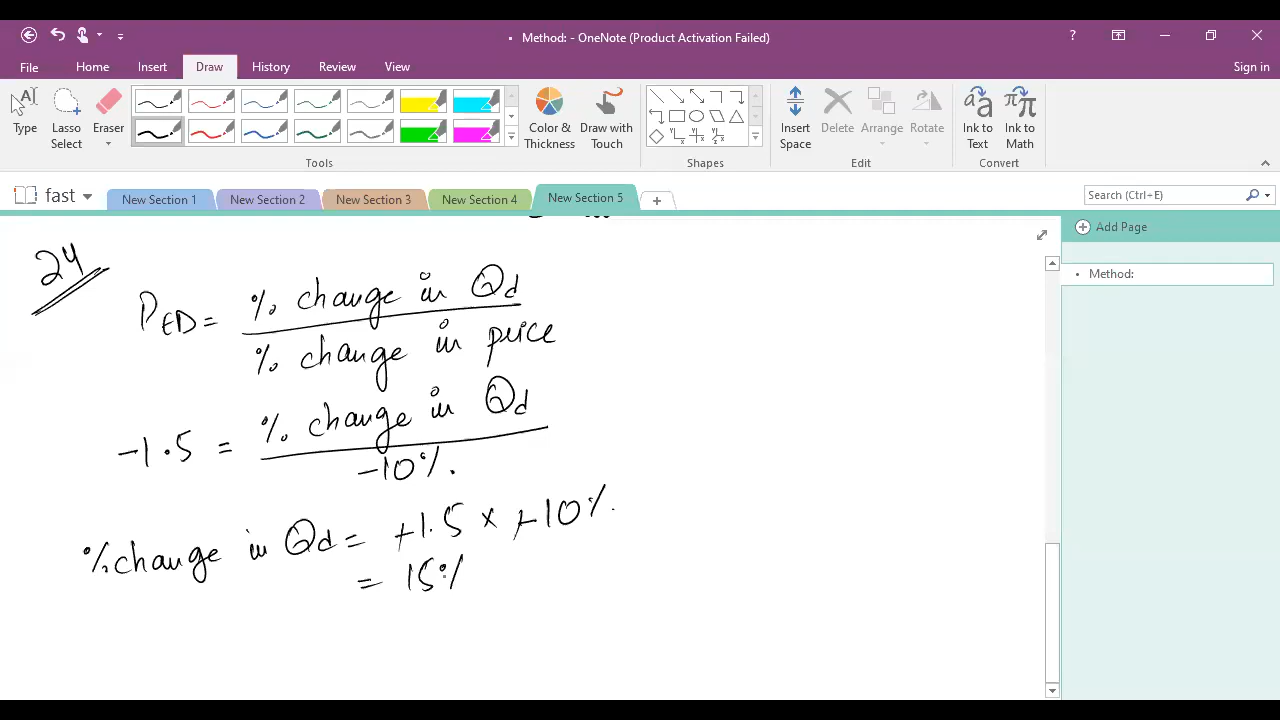 Method: - OneNote (Product Activation Failed)
?
Sign in
File Home Insert Draw History Review View
Type
Lasso Select
Eraser
Color & Thickness
Draw with Touch
Insert Space
Delete
Arrange
Rotate
Ink to Text
Ink to Math
Tools
Shapes
Edit
Convert
fast
New Section 1
New Section 2
New Section 3
New Section 4
New Section 5
Search (Ctrl+E)
Add Page
Method:
24
PED = % change in Qd
% change in price
-1.5 = % change in Qd
-10%.
% change in Qd = +1.5 × +10%.
= 15%